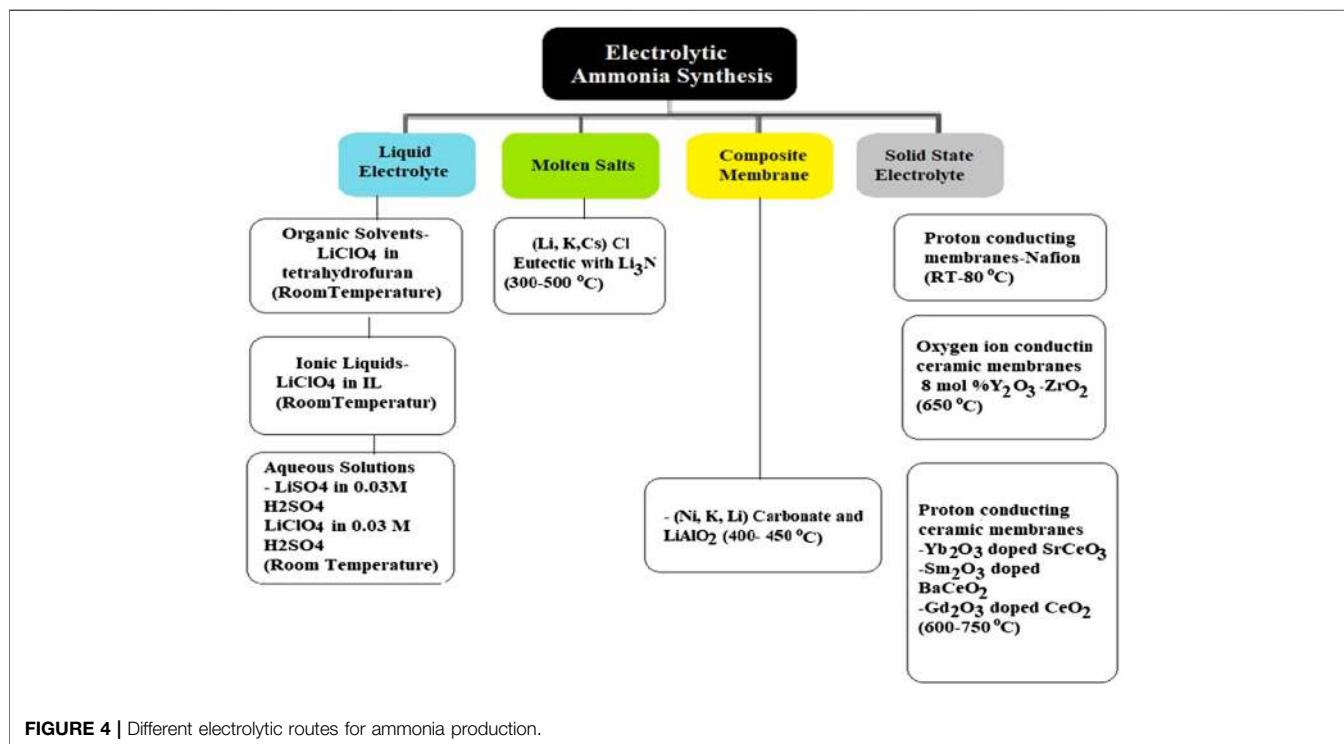 Electrolytic
Ammonia Synthesis
Liquid
Electrolyte
Molten Salts
Composite
Membrane
Solid State
Electrolyte
Organic Solvents-
LiClO4 in
tetrahydrofuran
(RoomTemperature)
Ionic Liquids-
LiClO4 in IL
(RoomTemperatur)
Aqueous Solutions
- LiSO4 in 0.03M
H2SO4
LiClO4 in 0.03 M
H2SO4
(Room Temperature)
(Li, K,Cs) Cl
Eutectic with Li3N
(300-500 °C)
- (Ni, K, Li) Carbonate and
LiAlO2 (400- 450 °C)
Proton conducting
membranes-Nafion
(RT-80 °C)
Oxygen ion conductin
ceramic membranes
8 mol %Y2O3 -ZrO2
(650 °C)
Proton conducting
ceramic membranes
-Yb2O3 doped SrCeO3
-Sm2O3 doped
BaCeO2
-Gd2O3 doped CeO2
(600-750 °C)
FIGURE 4 | Different electrolytic routes for ammonia production.